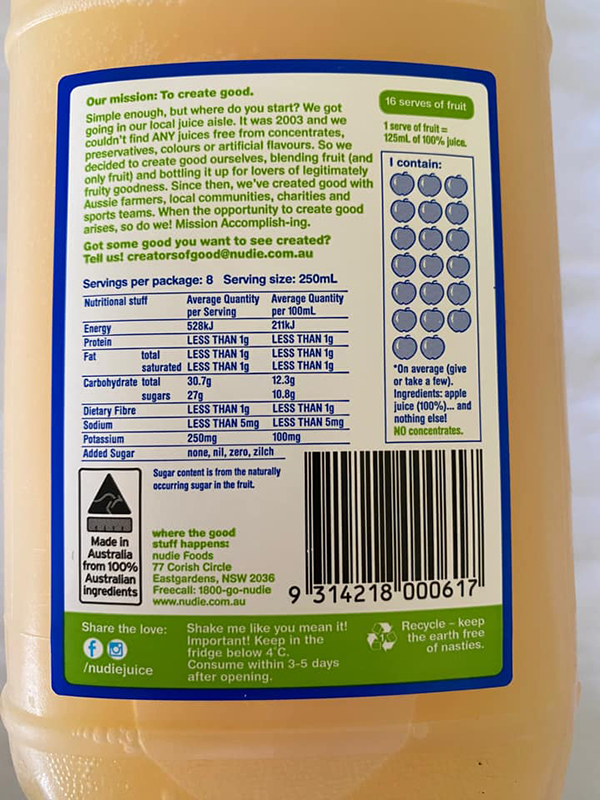 Our mission: To create good.
Simple enough, but where do you start? We got
going in our local juice aisle. It was 2003 and we
couldn't find ANY juices free from concentrates,
preservatives, colours or artificial flavours. So we
decided to create good ourselves, blending fruit (and
only fruit) and bottling it up for lovers of legitimately
fruity goodness. Since then, we've created good with
Aussie farmers, local communities, charities and
sports teams. When the opportunity to create good
arises, so do we! Mission Accomplish-ing.
Got some good you want to see created?
Tell us! creatorsofgood@nudie.com.au
16 serves of fruit
1 serve of fruit =
125mL of 100% juice.
I contain:
*On average (give
or take a few).
Ingredients: apple
juice (100%)... and
nothing else!
NO concentrates.
Servings per package: 8 Serving size: 250mL
Nutritional stuff Average Quantity Average Quantity
per Serving per 100mL
Energy 528kJ 211kJ
Protein LESS THAN 1g LESS THAN 1g
Fat total LESS THAN 1g LESS THAN 1g
saturated LESS THAN 1g LESS THAN 1g
Carbohydrate total 30.7g 12.3g
sugars 27g 10.8g
Dietary Fibre LESS THAN 1g LESS THAN 1g
Sodium LESS THAN 5mg LESS THAN 5mg
Potassium 250mg 100mg
Added Sugar none, nil, zero, zilch
Sugar content is from the naturally
occurring sugar in the fruit.
Made in
Australia
from 100%
Australian
ingredients
where the good
stuff happens:
nudie Foods
77 Corish Circle
Eastgardens, NSW 2036
Freecall: 1800-go-nudie
www.nudie.com.au
9 314218 000617
Share the love:
/nudiejuice
Shake me like you mean it!
Important! Keep in the
fridge below 4°C.
Consume within 3-5 days
after opening.
1
Recycle – keep
the earth free
of nasties.